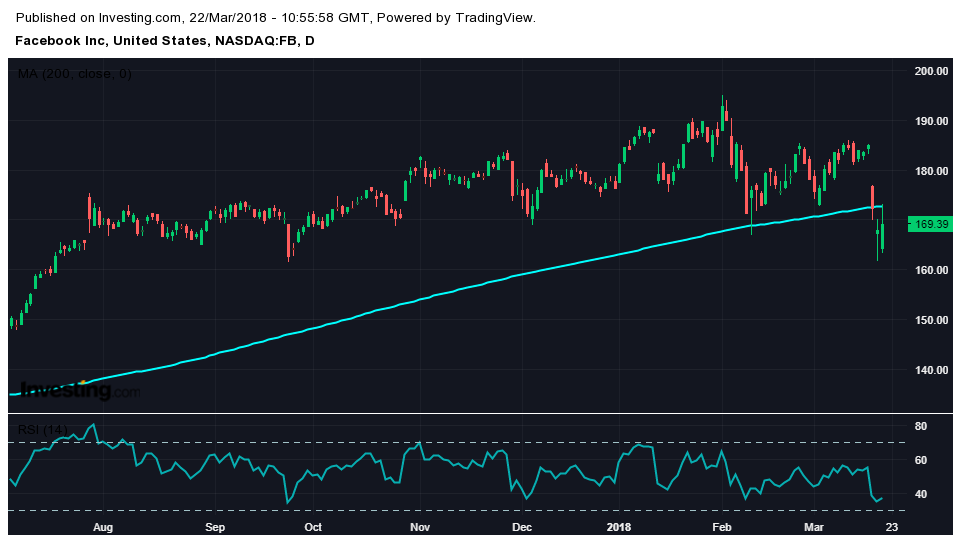 Published on Investing.com, 22/Mar/2018 - 10:55:58 GMT, Powered by TradingView.
Facebook Inc, United States, NASDAQ:FB, D
MA (200, close, 0)
200.00
190.00
180.00
170.00
169.39
160.00
150.00
140.00
Investing.com
RSI (14)
80
60
40
Aug Sep Oct Nov Dec 2018 Feb Mar 23